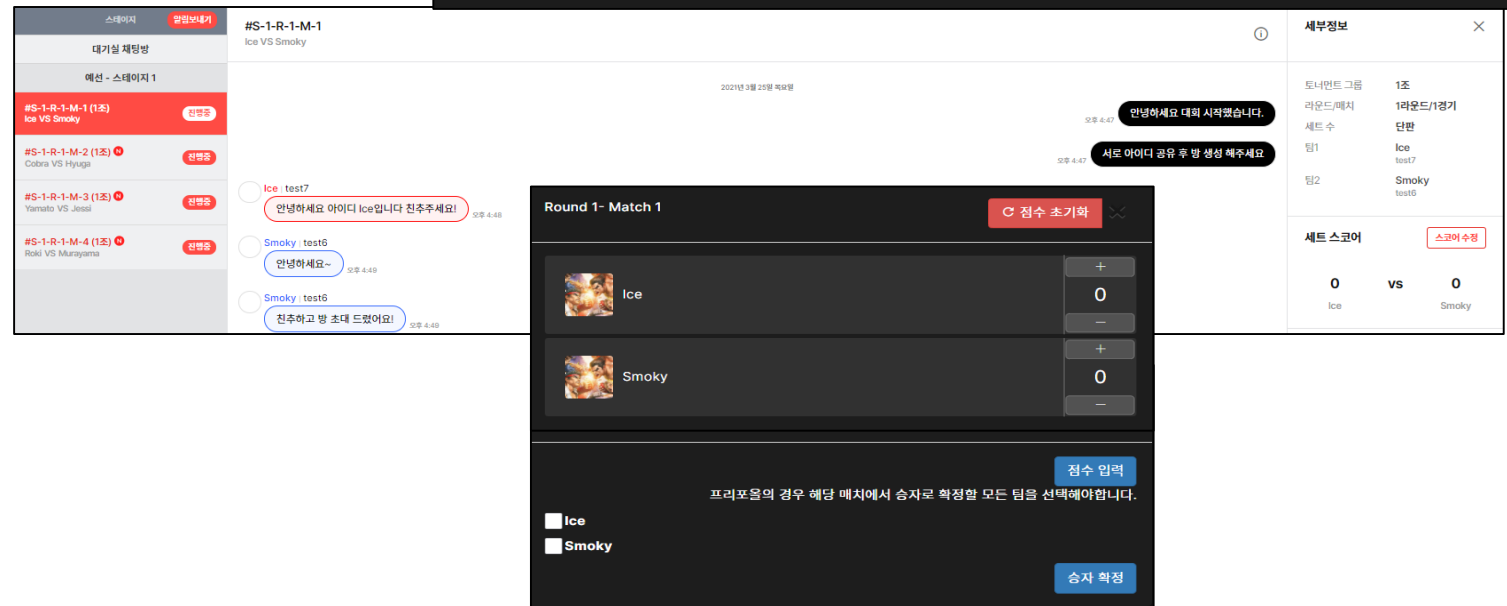 스테이지
알림보내기
대기실 채팅방
예선 - 스테이지 1
#S-1-R-1-M-1 (1조)
Ice VS Smoky
진행중
#S-1-R-1-M-2 (1조) N
Cobra VS Hyuga
진행중
#S-1-R-1-M-3 (1조) N
Yamato VS Jessi
진행중
#S-1-R-1-M-4 (1조) N
Roki VS Murayama
진행중
#S-1-R-1-M-1
Ice VS Smoky
2021년 3월 25일 목요일
오후 4:47 안녕하세요 대회 시작했습니다.
오후 4:47 서로 아이디 공유 후 방 생성 해주세요
Ice | test7
안녕하세요 아이디 Ice입니다 친추주세요! 오후 4:48
Smoky | test6
안녕하세요~ 오후 4:49
Smoky | test6
친추하고 방 초대 드렸어요! 오후 4:49
세부정보
토너먼트 그룹 1조
라운드/매치 1라운드/1경기
세트 수 단판
팀1 Ice
test7
팀2 Smoky
test6
세트 스코어 스코어 수정
0 vs 0
Ice Smoky
Round 1- Match 1
점수 초기화
+
Ice 0
−
+
Smoky 0
−
점수 입력
프리포올의 경우 해당 매치에서 승자로 확정할 모든 팀을 선택해야합니다.
Ice
Smoky
승자 확정